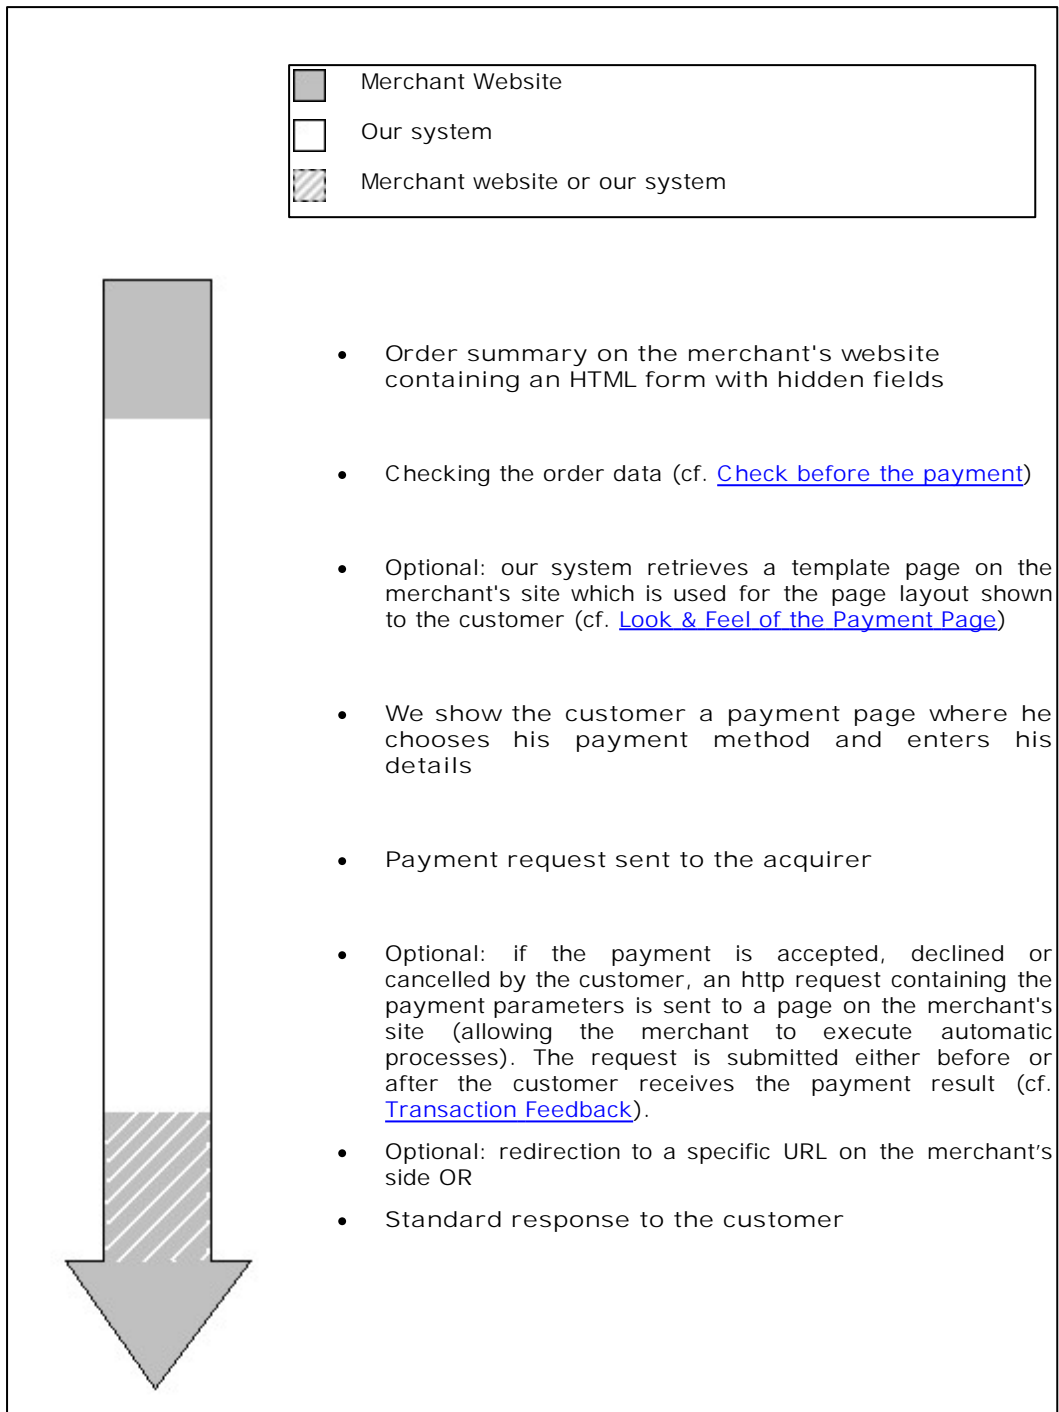 Merchant Website
Our system
Merchant website or our system
Order summary on the merchant's website
containing an HTML form with hidden fields
Checking the order data (cf. Check before the payment)
Optional: our system retrieves a template page on the
merchant's site which is used for the page layout shown
to the customer (cf. Look & Feel of the Payment Page)
We show the customer a payment page where he
chooses his payment method and enters his
details
Payment request sent to the acquirer
Optional: if the payment is accepted, declined or
cancelled by the customer, an http request containing the
payment parameters is sent to a page on the merchant's
site (allowing the merchant to execute automatic
processes). The request is submitted either before or
after the customer receives the payment result (cf.
Transaction Feedback).
Optional: redirection to a specific URL on the merchant’s
side OR
Standard response to the customer